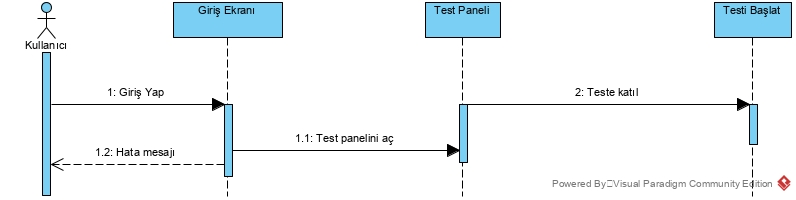 Giriş Ekranı
Test Paneli
Testi Başlat
Kullanıcı
1: Giriş Yap
2: Teste katıl
1.1: Test panelini aç
1.2: Hata mesajı
Powered By Visual Paradigm Community Edition